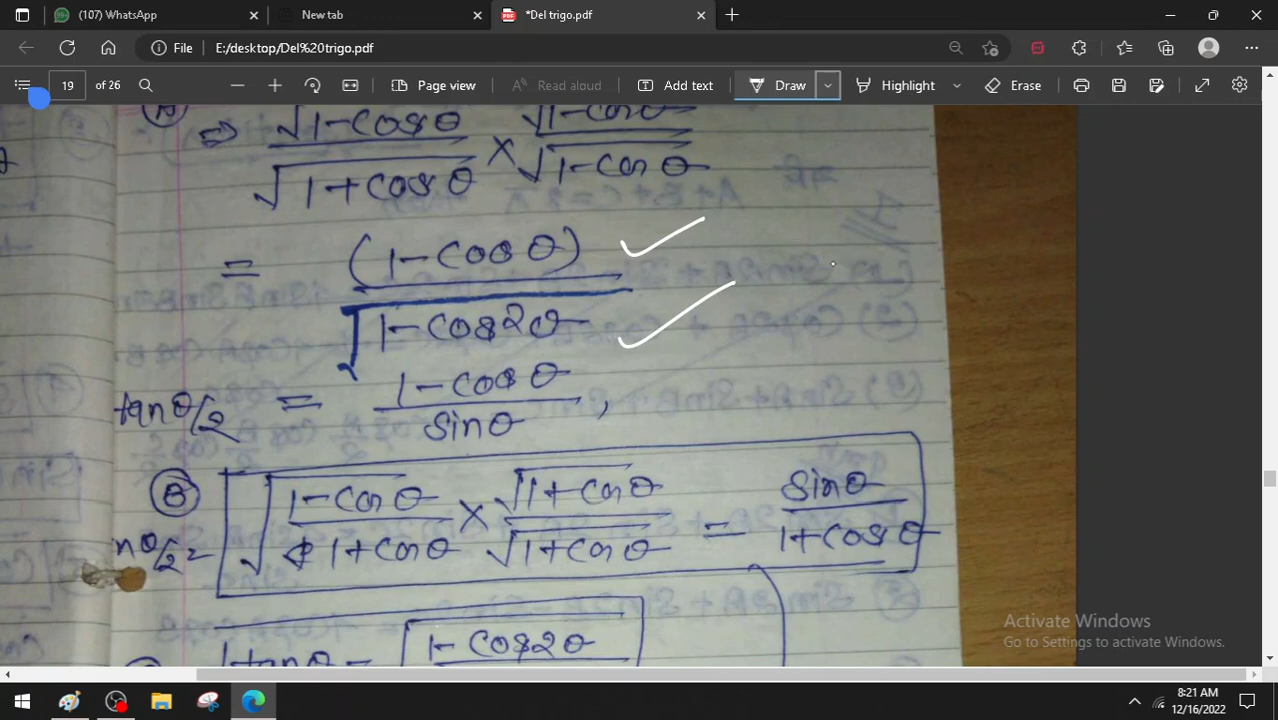 (107) WhatsApp
New tab
*Del trigo.pdf
File
E:/desktop/Del%20trigo.pdf
19 of 26
Page view
Read aloud
Add text
Draw
Highlight
Erase
A
⇒ √1-cosθ/√1+cosθ × √1-cosθ/√1-cosθ
= (1-cosθ)/√1-cos2θ
tanθ/2 = 1-cosθ/sinθ,
B
nθ/2= √1-cosθ/1+cosθ × √1+cosθ/√1+cosθ = sinθ/1+cosθ
tanθ = √1-cos2θ
Activate Windows
Go to Settings to activate Windows.
8:21 AM
12/16/2022